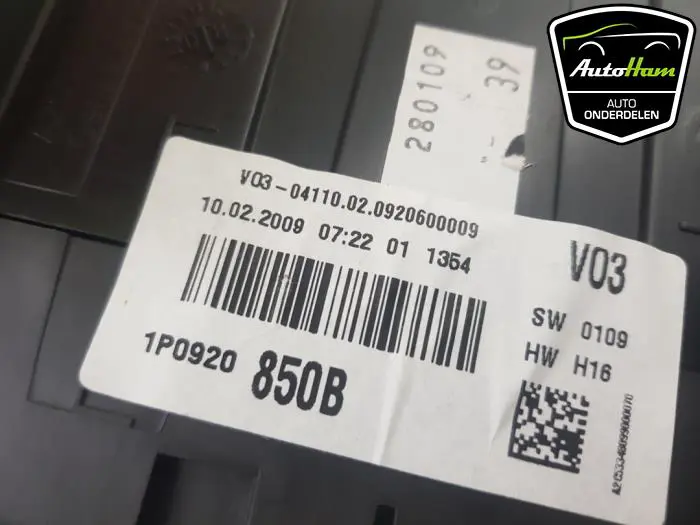 AutoHam
AUTO
ONDERDELEN
280109
39
V03-04110.02.0920600009
10.02.2009 07:22 01 1354
V03
SW 0109
HW H16
1P0920 850B